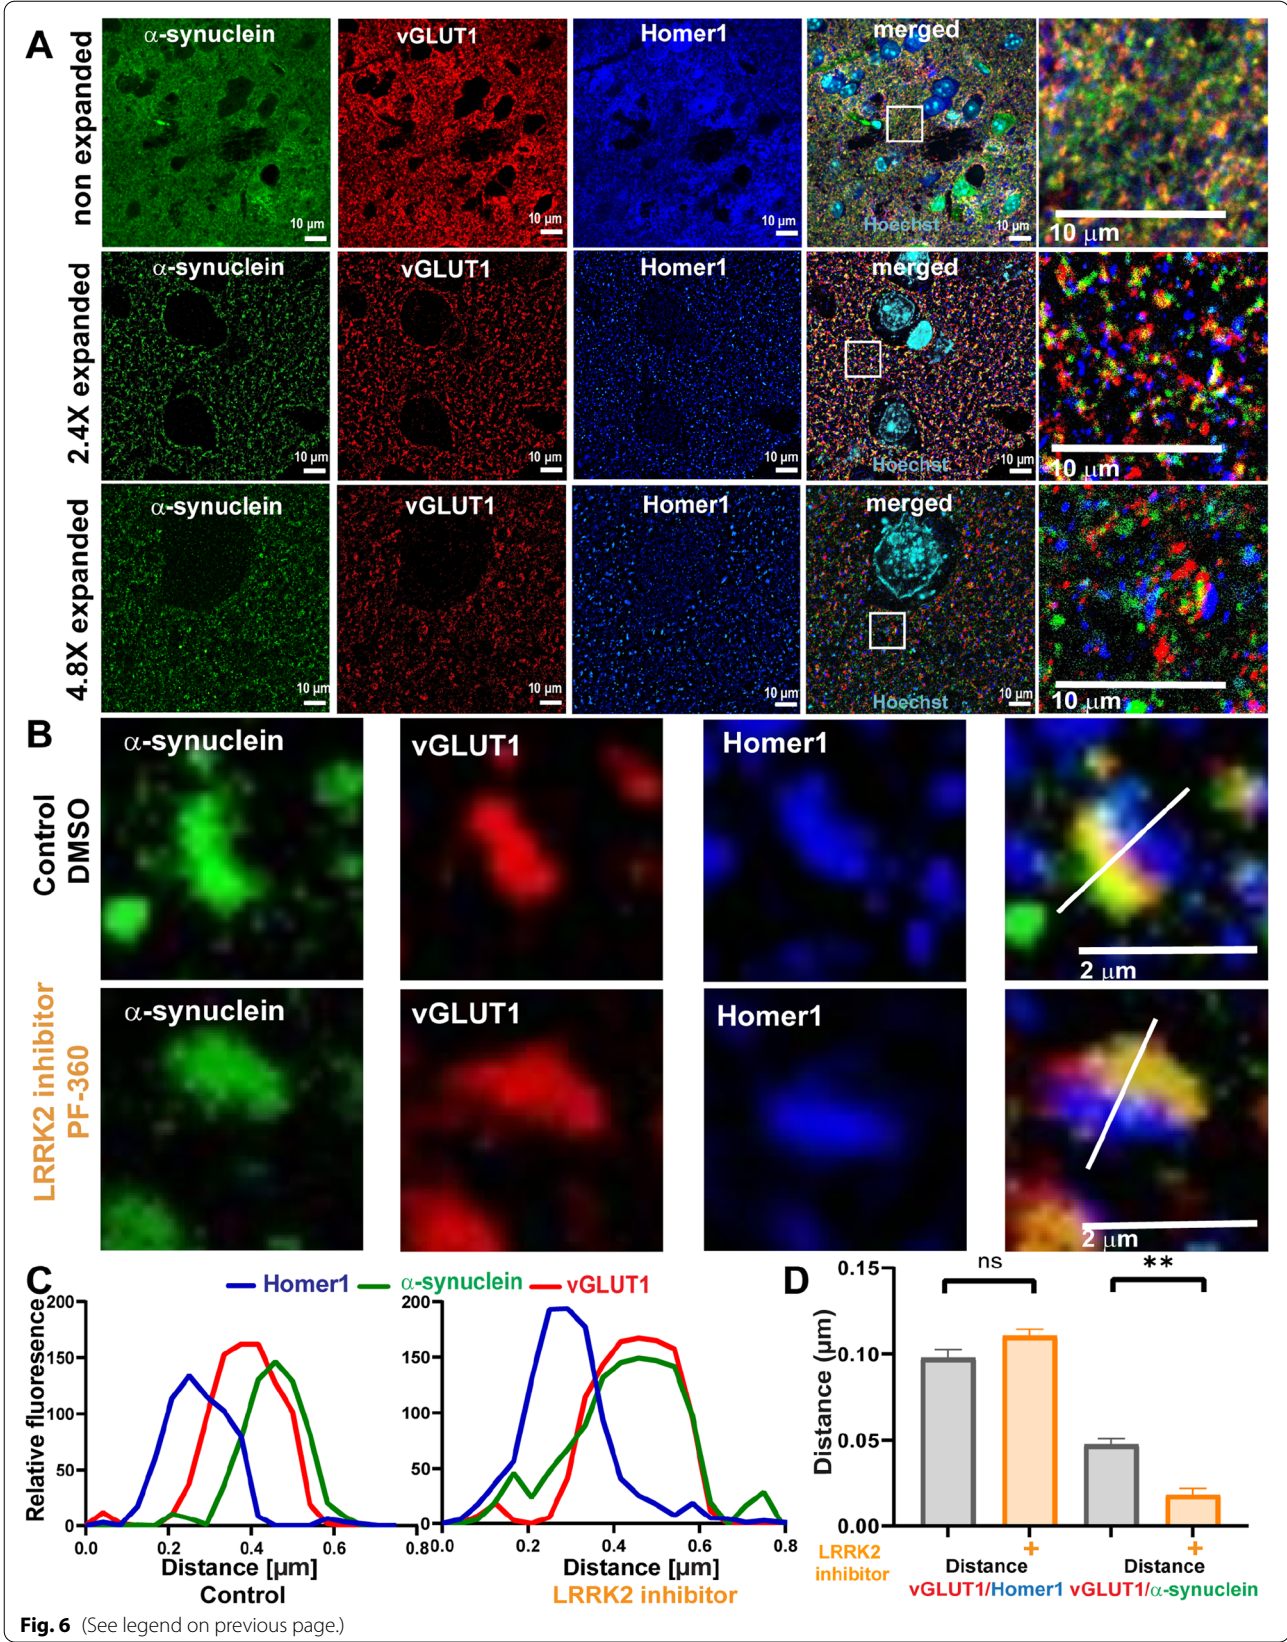 A
non expanded
α-synuclein
vGLUT1
Homer1
merged
10 µm
10 µm
10 µm
Hoechst
10 µm
10 µm
2.4X expanded
α-synuclein
vGLUT1
Homer1
merged
10 µm
10 µm
10 µm
Hoechst
10 µm
10 µm
4.8X expanded
α-synuclein
vGLUT1
Homer1
merged
10 µm
10 µm
10 µm
Hoechst
10 µm
10 µm
B
Control
DMSO
α-synuclein
vGLUT1
Homer1
2 µm
LRRK2 inhibitor
PF-360
α-synuclein
vGLUT1
Homer1
2 µm
C
Homer1
α-synuclein
vGLUT1
Relative fluoresence
200
150
100
50
0
0.0 0.2 0.4 0.6 0.8
Distance [µm]
Control
200
150
100
50
0
0.0 0.2 0.4 0.6 0.8
Distance [µm]
LRRK2 inhibitor
D
Distance (µm)
0.15
0.10
0.05
0.00
ns
**
LRRK2
inhibitor
+
+
Distance
vGLUT1/Homer1
Distance
vGLUT1/α-synuclein
Fig. 6 (See legend on previous page.)